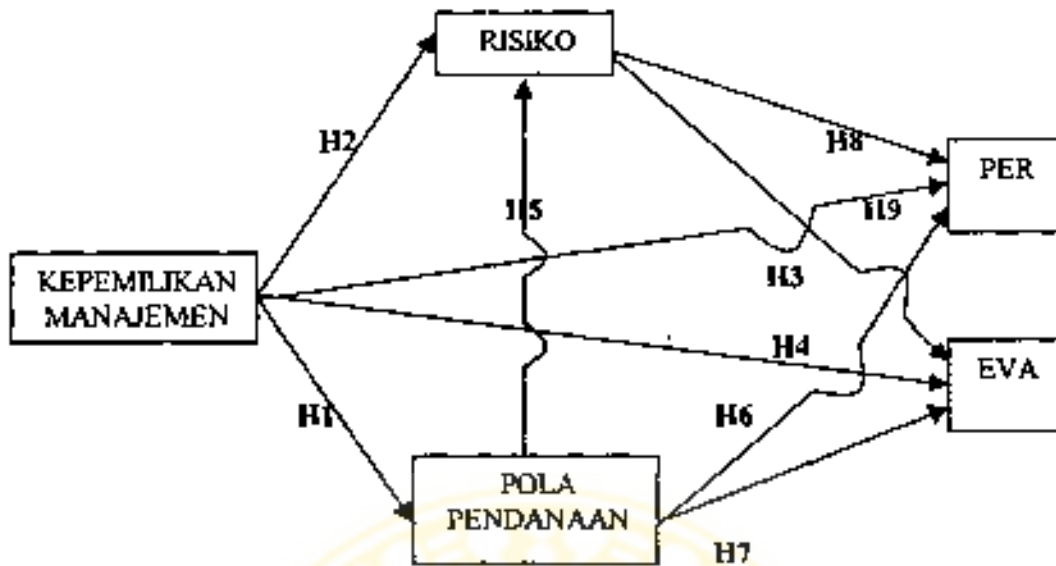 RISIKO
H2
H8
PER
H5
H9
KEPEMILIKAN
MANAJEMEN
H3
H4
EVA
H1
H6
POLA
PENDANAAN
H7